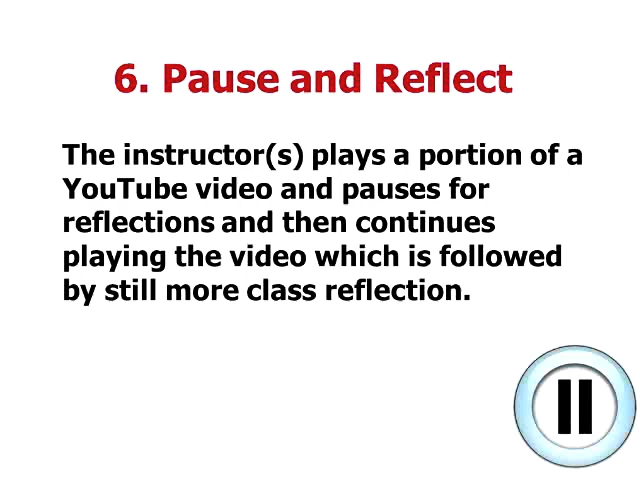 6. Pause and Reflect
The instructor(s) plays a portion of a
YouTube video and pauses for
reflections and then continues
playing the video which is followed
by still more class reflection.